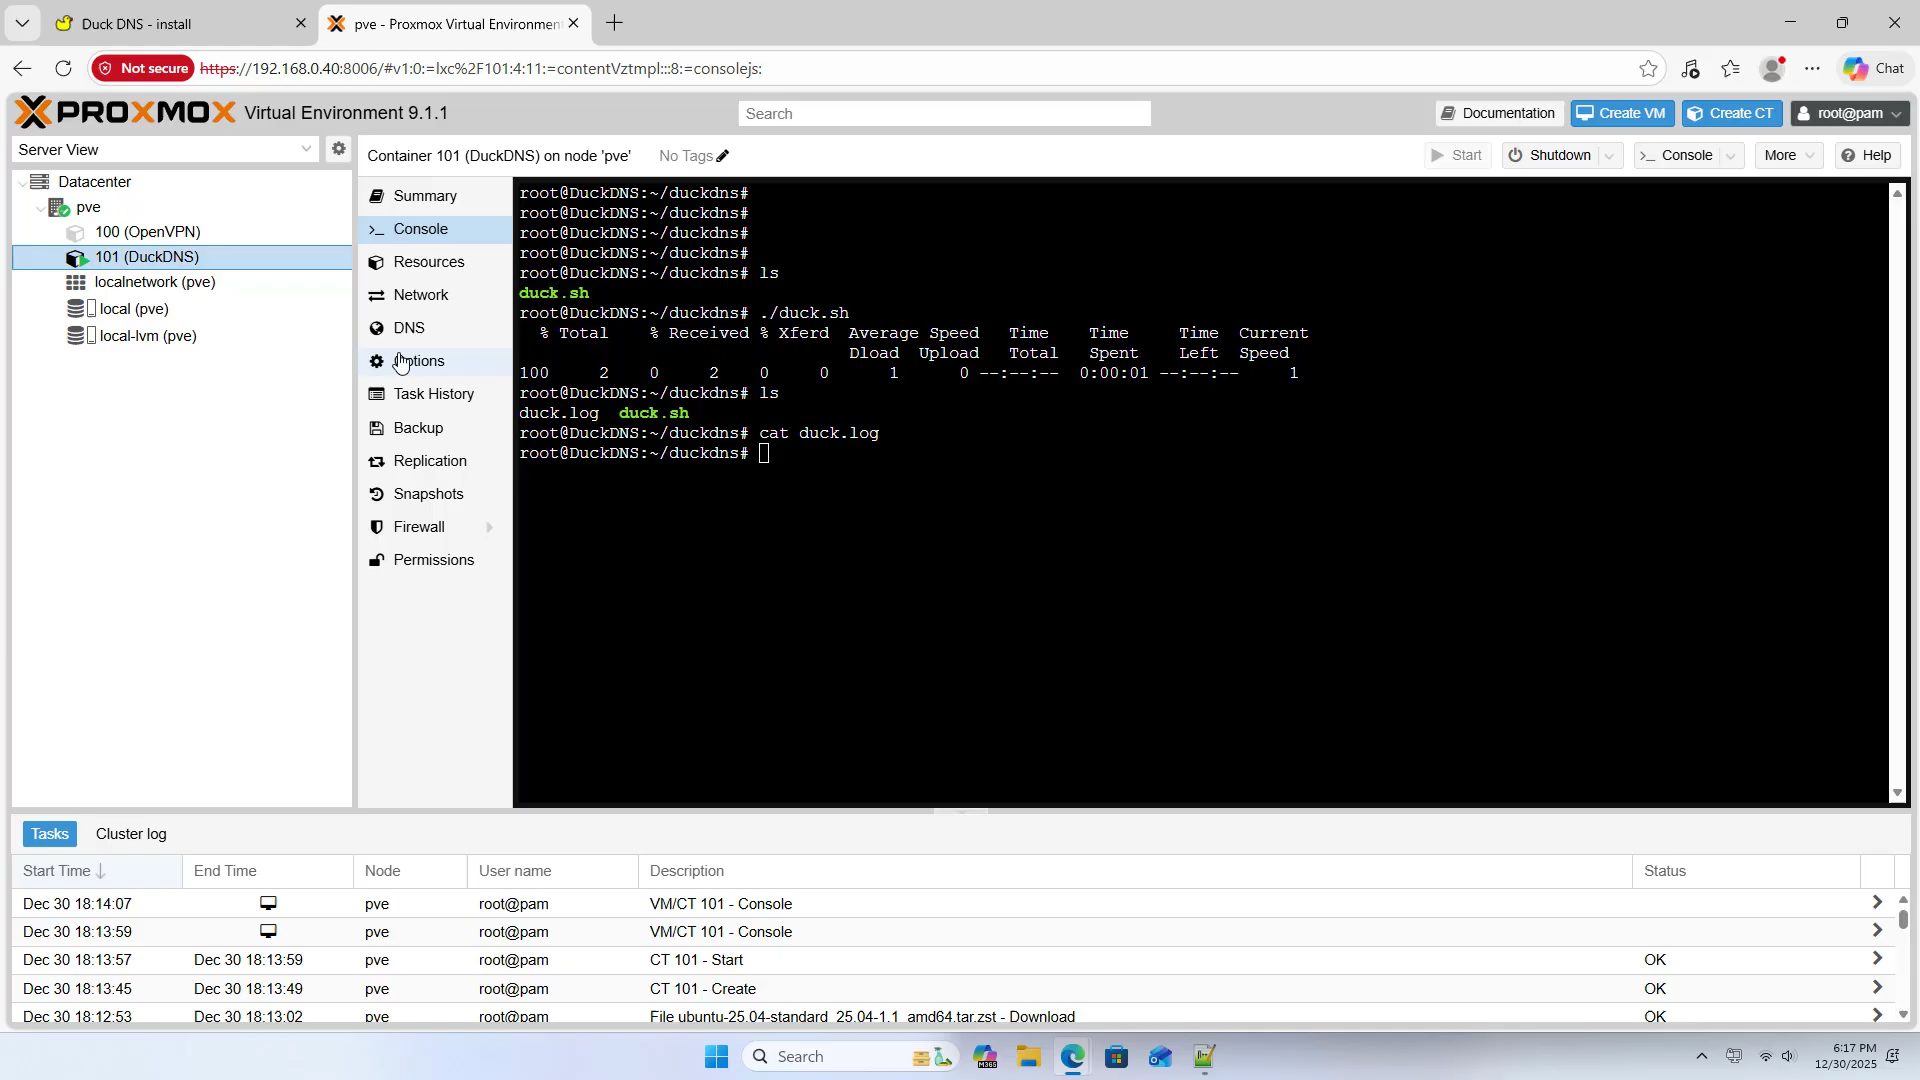 Duck DNS - install
pve - Proxmox Virtual Environmen
Not secure https://192.168.0.40:8006/#v1:0:=lxc%2F101:4:11:=contentVztmpl:::8:=consolejs:
Chat
PROXMOX Virtual Environment 9.1.1
Search
Documentation
Create VM
Create CT
root@pam
Server View
Container 101 (DuckDNS) on node 'pve'
No Tags
Start
Shutdown
>_ Console
More
Help
Datacenter
pve
100 (OpenVPN)
101 (DuckDNS)
localnetwork (pve)
local (pve)
local-lvm (pve)
Summary
>_ Console
Resources
Network
DNS
Options
Task History
Backup
Replication
Snapshots
Firewall
Permissions
root@DuckDNS:~/duckdns#
root@DuckDNS:~/duckdns#
root@DuckDNS:~/duckdns#
root@DuckDNS:~/duckdns#
root@DuckDNS:~/duckdns# ls
duck.sh
root@DuckDNS:~/duckdns# ./duck.sh
% Total % Received % Xferd Average Speed Time Time Time Current
Dload Upload Total Spent Left Speed
100 2 0 2 0 0 1 0 --:--:-- 0:00:01 --:--:-- 1
root@DuckDNS:~/duckdns# ls
duck.log duck.sh
root@DuckDNS:~/duckdns# cat duck.log
root@DuckDNS:~/duckdns#
Tasks
Cluster log
Start Time End Time Node User name Description Status
Dec 30 18:14:07 pve root@pam VM/CT 101 - Console
Dec 30 18:13:59 pve root@pam VM/CT 101 - Console
Dec 30 18:13:57 Dec 30 18:13:59 pve root@pam CT 101 - Start OK
Dec 30 18:13:45 Dec 30 18:13:49 pve root@pam CT 101 - Create OK
Dec 30 18:12:53 Dec 30 18:13:02 pve root@pam File ubuntu-25.04-standard_25.04-1.1_amd64.tar.zst - Download OK
Search
M365
6:17 PM
12/30/2025